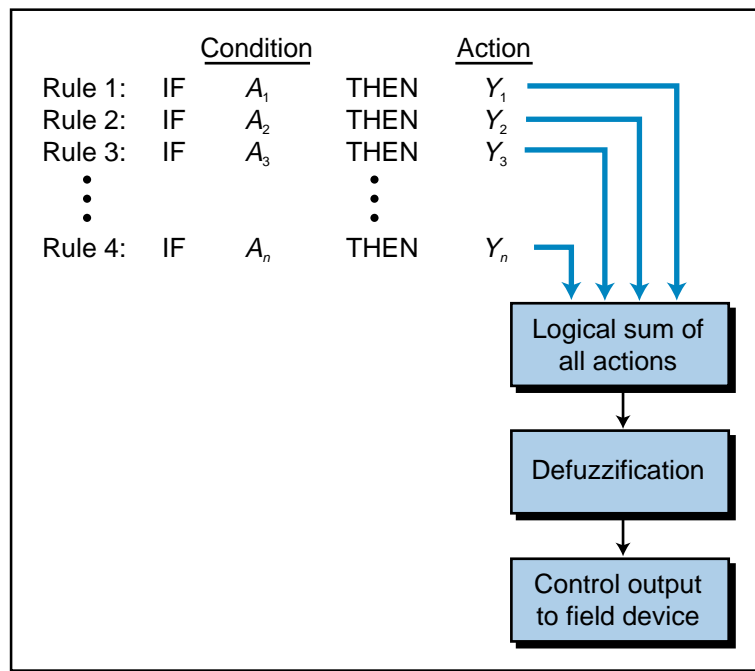 Condition Action
Rule 1: IF A₁ THEN Y₁
Rule 2: IF A₂ THEN Y₂
Rule 3: IF A₃ THEN Y₃
Rule 4: IF Aₙ THEN Yₙ
Logical sum of
all actions
Defuzzification
Control output
to field device